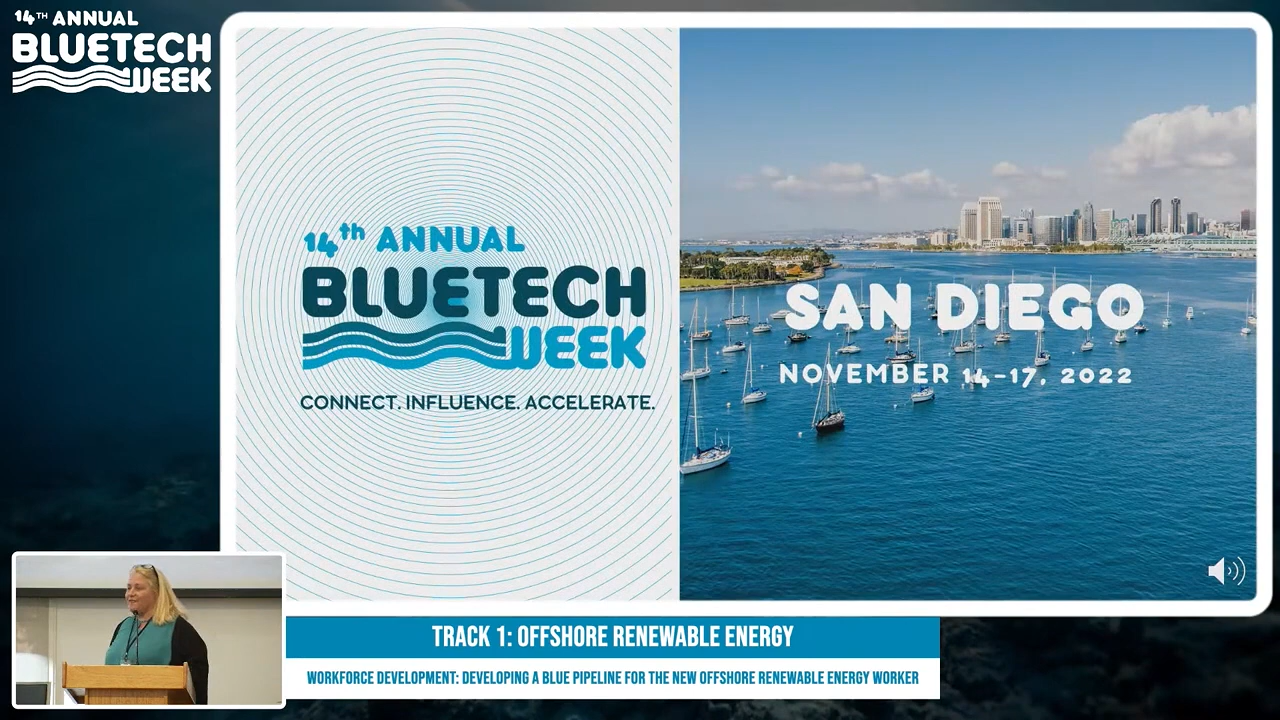 14TH ANNUAL
BLUETECH
WEEK
14th ANNUAL
BLUETECH
WEEK
CONNECT. INFLUENCE. ACCELERATE.
SAN DIEGO
NOVEMBER 14-17, 2022
TRACK 1: OFFSHORE RENEWABLE ENERGY
WORKFORCE DEVELOPMENT: DEVELOPING A BLUE PIPELINE FOR THE NEW OFFSHORE RENEWABLE ENERGY WORKER